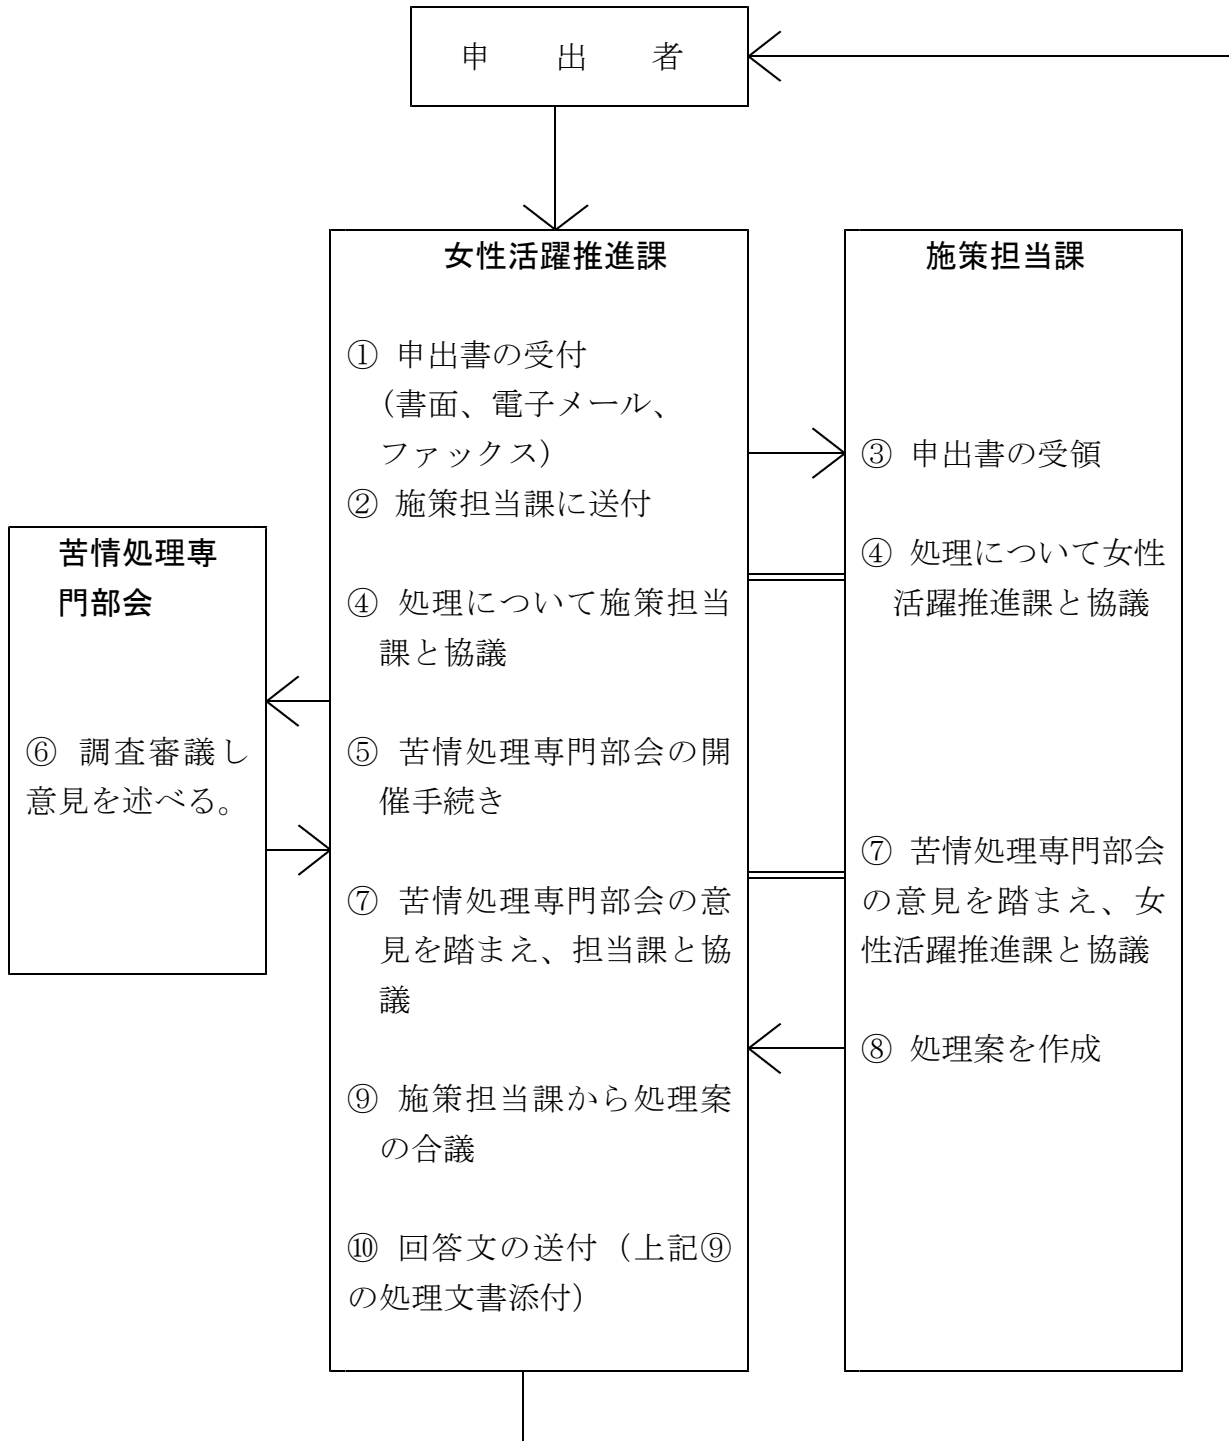 申 出 者
女性活躍推進課
① 申出書の受付
（書面、電子メール、
ファックス）
② 施策担当課に送付
④ 処理について施策担当
課と協議
⑤ 苦情処理専門部会の開
催手続き
⑦ 苦情処理専門部会の意
見を踏まえ、担当課と協
議
⑨ 施策担当課から処理案
の合議
⑩ 回答文の送付（上記⑨
の処理文書添付）
施策担当課
③ 申出書の受領
④ 処理について女性
活躍推進課と協議
⑦ 苦情処理専門部会
の意見を踏まえ、女
性活躍推進課と協議
⑧ 処理案を作成
苦情処理専
門部会
⑥ 調査審議し
意見を述べる。